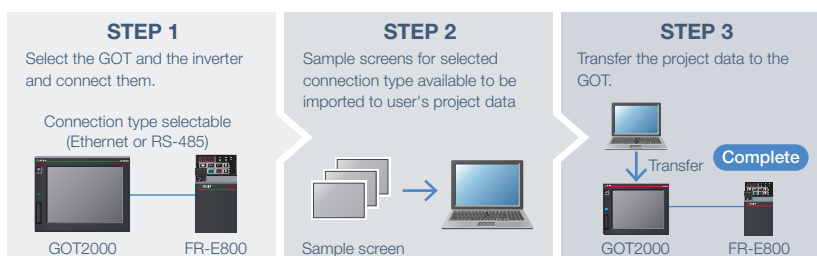 STEP 1
Select the GOT and the inverter
and connect them.
Connection type selectable
(Ethernet or RS-485)
GOT2000
FR-E800
STEP 2
Sample screens for selected
connection type available to be
imported to user's project data
Sample screen
STEP 3
Transfer the project data to the
GOT.
Transfer
Complete
GOT2000
FR-E800